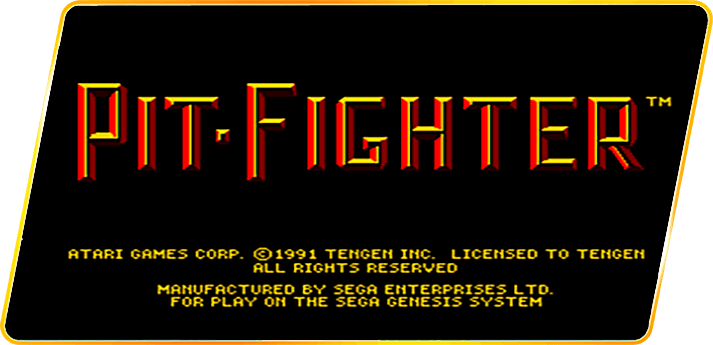 PIT-FIGHTER™
ATARI GAMES CORP. ©1991 TENGEN INC. LICENSED TO TENGEN
ALL RIGHTS RESERVED
MANUFACTURED BY SEGA ENTERPRISES LTD.
FOR PLAY ON THE SEGA GENESIS SYSTEM